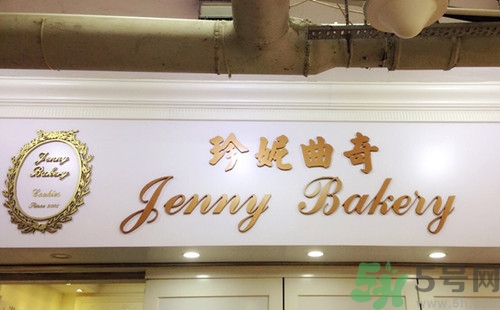 珍妮曲奇
Jenny Bakery
Jenny
Bakery
Cookies
Since 2005
5号网